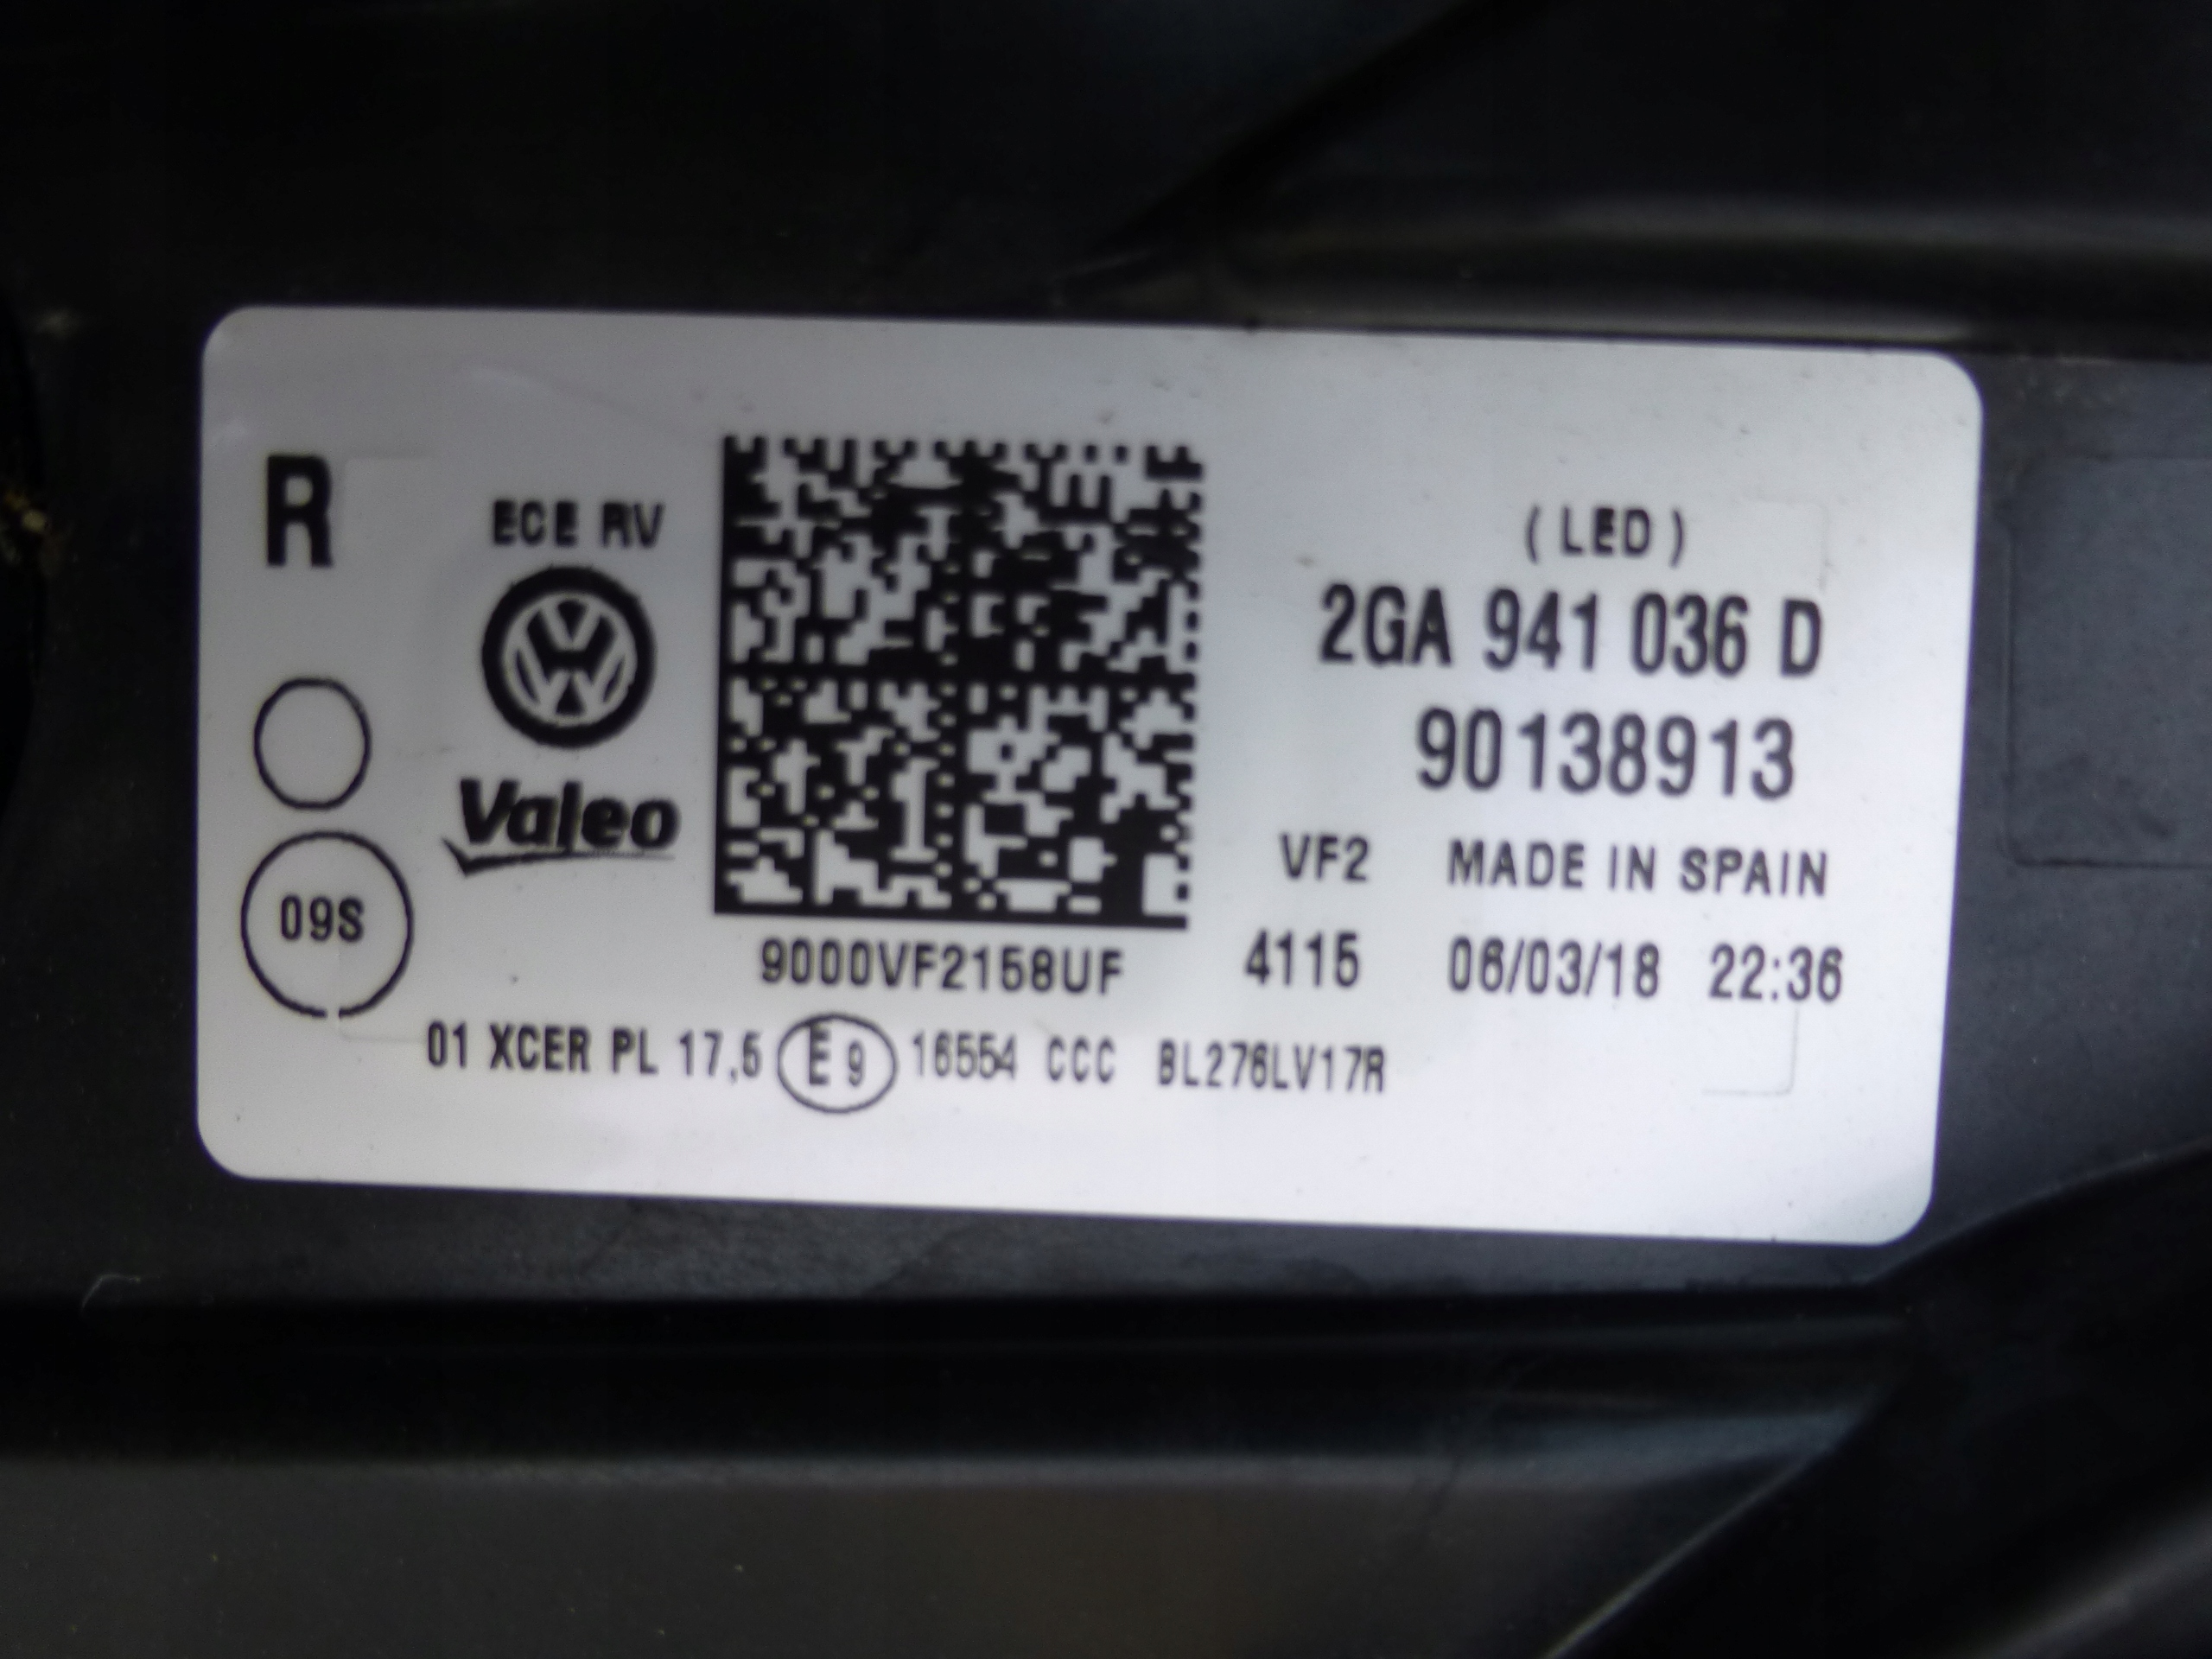 R
ECE RV
Valeo
09S
(LED)
2GA 941 036 D
90138913
VF2 MADE IN SPAIN
9000VF2158UF 4115 06/03/18 22:36
01 XCER PL 17,5 E9 16554 CCC BL276LV17R